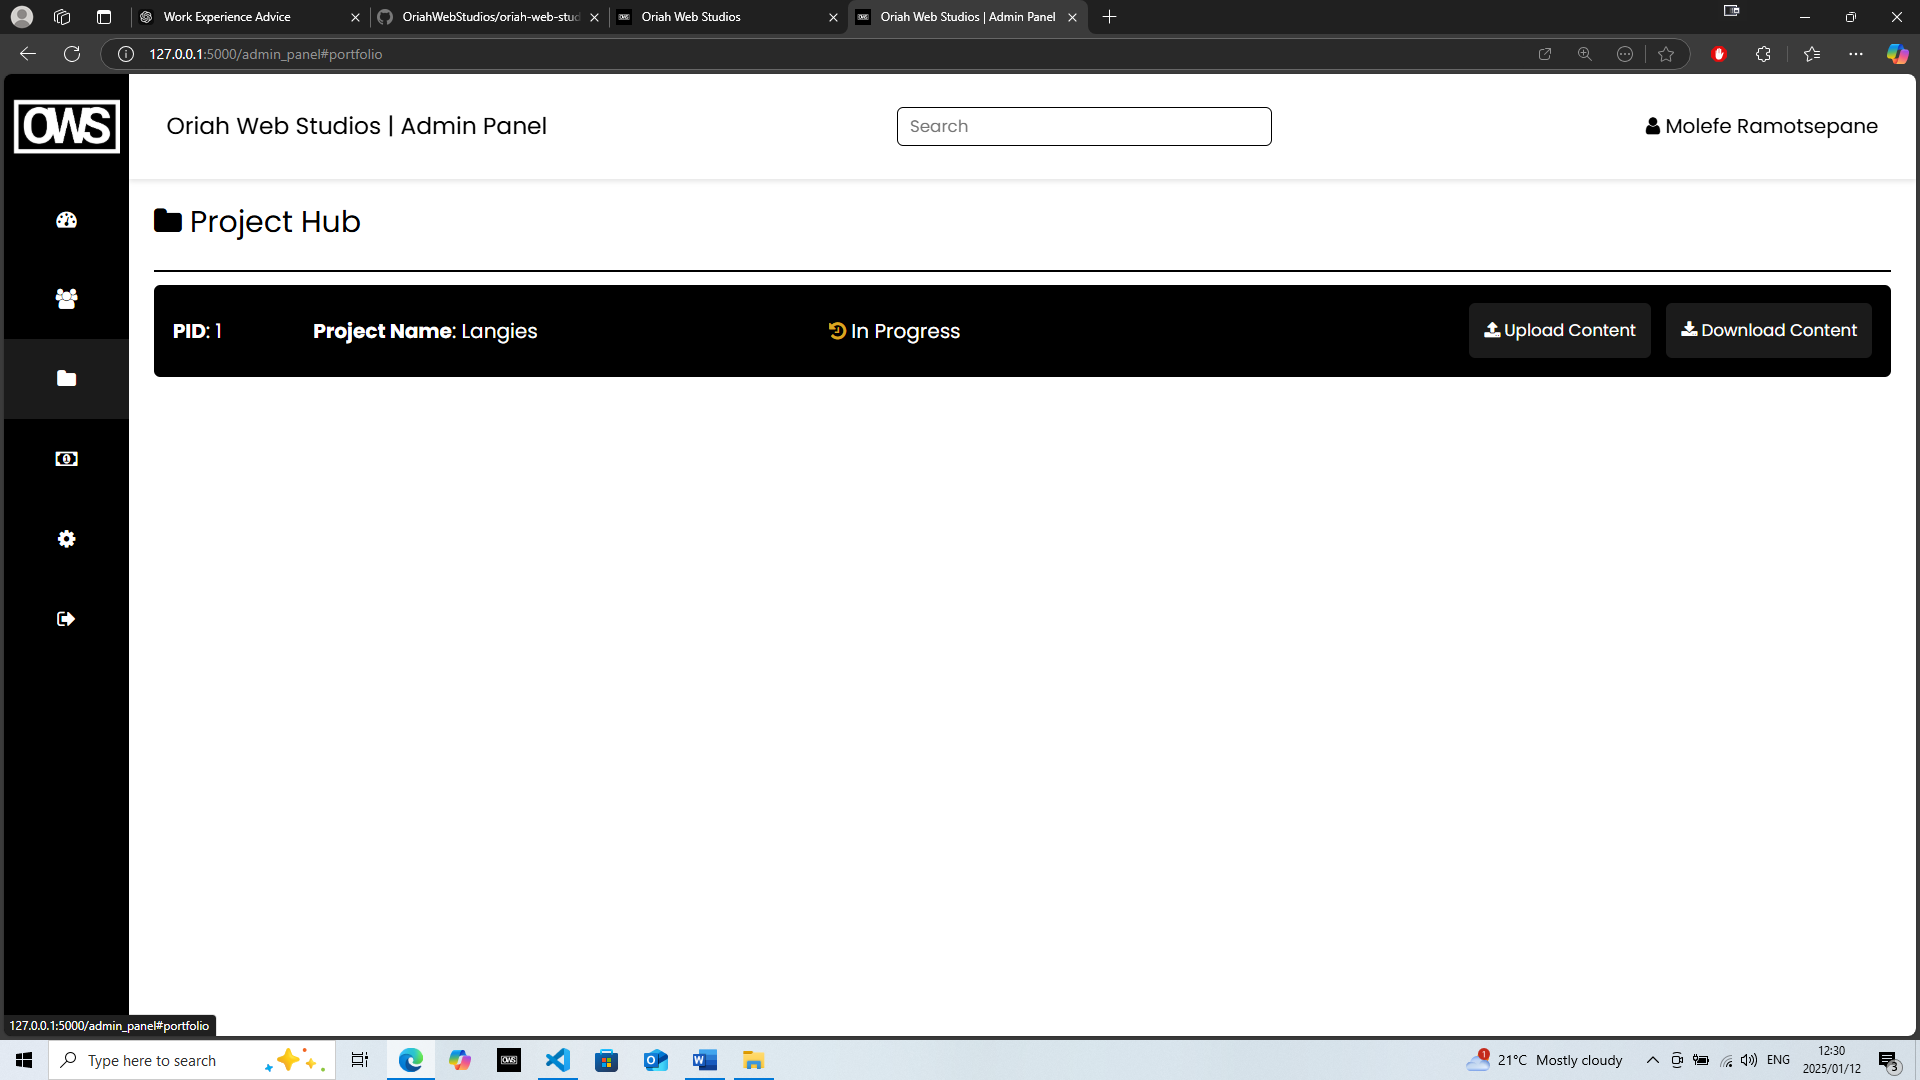 Work Experience Advice
OriahWebStudios/oriah-web-stud
Oriah Web Studios
Oriah Web Studios | Admin Panel
127.0.0.1:5000/admin_panel#portfolio
OWS
Oriah Web Studios | Admin Panel
Search
Molefe Ramotsepane
Project Hub
PID: 1
Project Name: Langies
In Progress
Upload Content
Download Content
127.0.0.1:5000/admin_panel#portfolio
Type here to search
OWS
1
21°C Mostly cloudy
ENG
12:30
2025/01/12
3